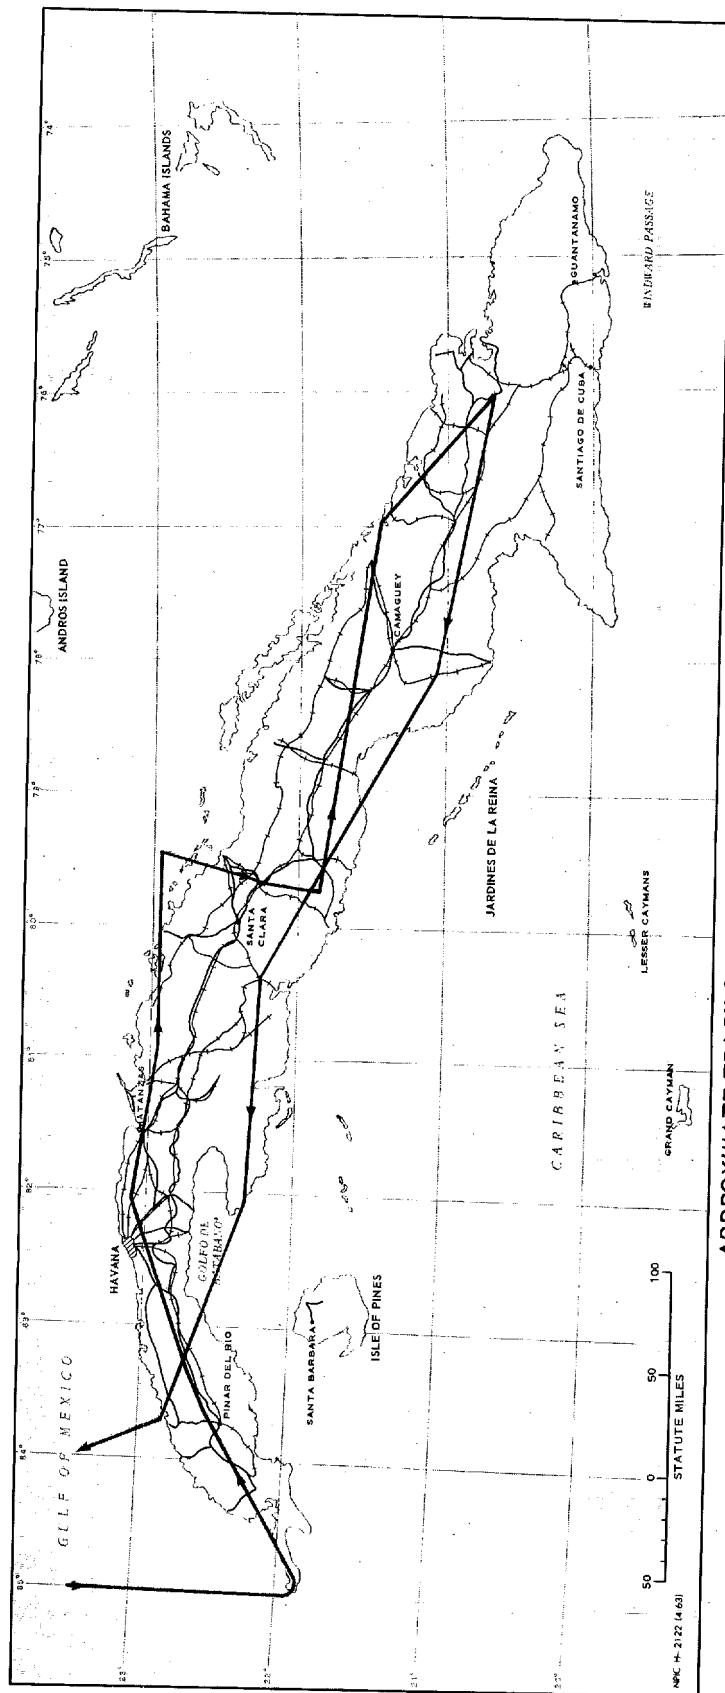 85°
84°
83°
82°
81°
80°
79°
78°
77°
76°
75°
74°
GULF OF MEXICO
HAVANA
MATANZAS
ANDROS ISLAND
BAHAMA ISLANDS
23°
22°
21°
20°
PINAR DEL RIO
GOLFO DE
BATABANO
SANTA
CLARA
CAMAGUEY
GUANTANAMO
SANTIAGO DE CUBA
WINDWARD PASSAGE
SANTA BARBARA
ISLE OF PINES
JARDINES DE LA REINA
CARIBBEAN SEA
LESSER CAYMANS
GRAND CAYMAN
50 0 50 100
STATUTE MILES
NPIC H-2122 (4/63)